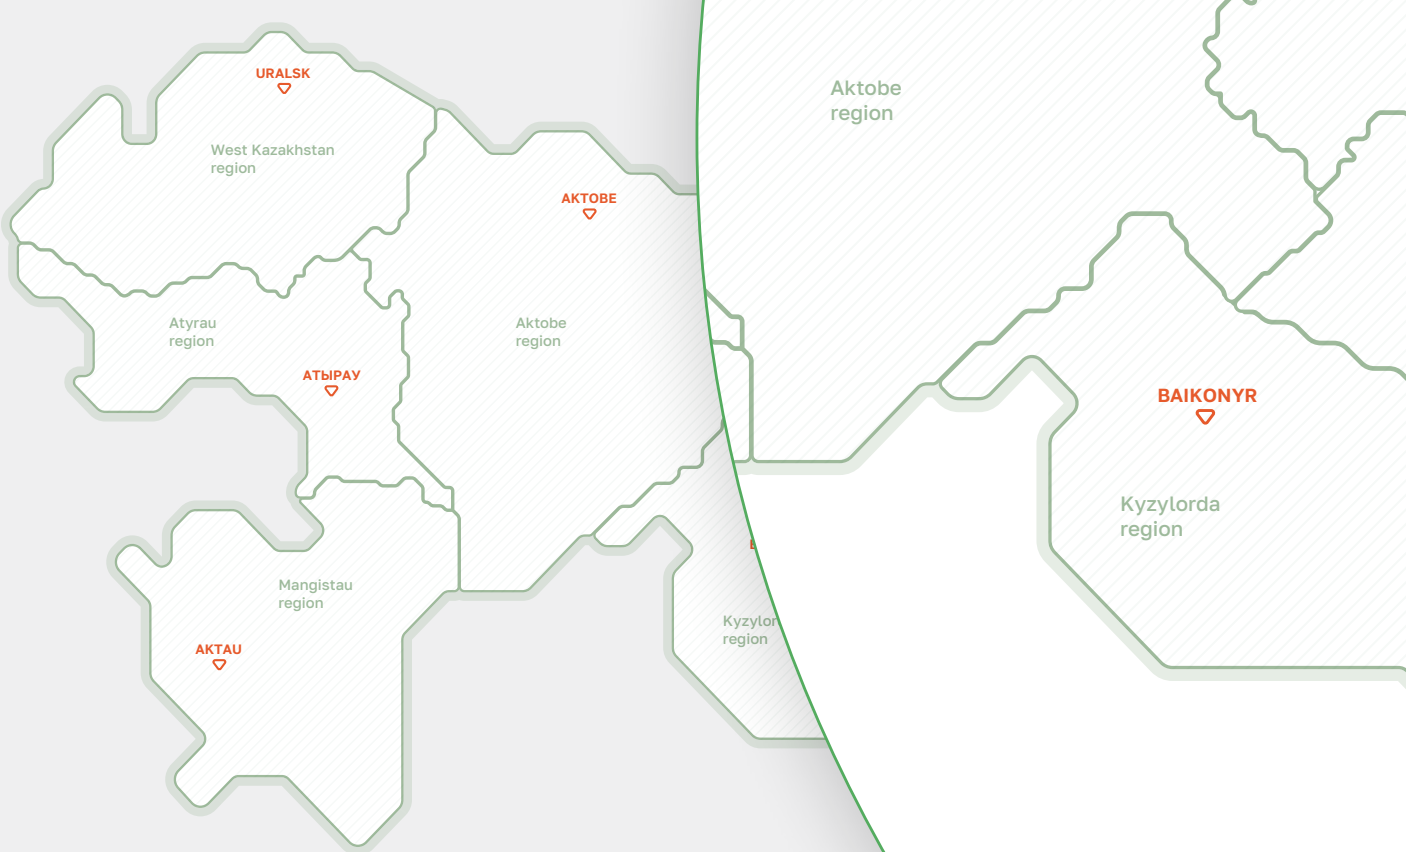 URALSK
West Kazakhstan
region
AKTOBE
Atyrau
region
АТЫРАУ
Aktobe
region
Mangistau
region
AKTAU
Kyzylor
region
Aktobe
region
BAIKONYR
Kyzylorda
region